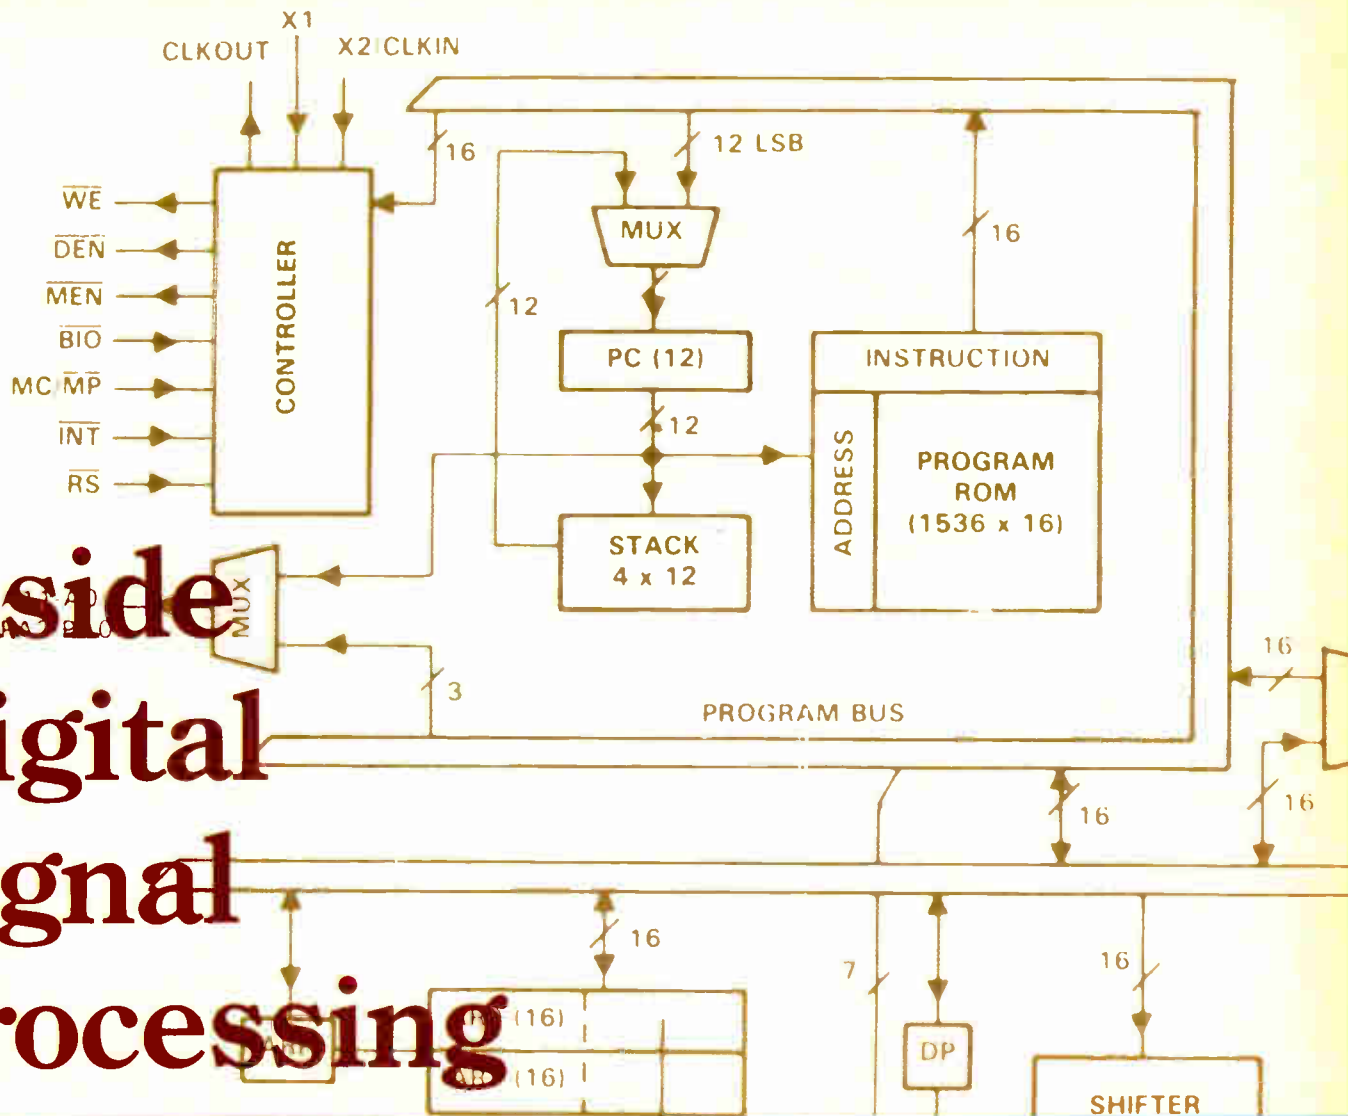 X1
CLKOUT
X2 CLKIN
16
12 LSB
WE
DEN
MEN
BIO
MC MP
INT
RS
CONTROLLER
MUX
12
16
PC (12)
INSTRUCTION
12
ADDRESS
PROGRAM
ROM
(1536 x 16)
STACK
4 x 12
side
MUX
3
PROGRAM BUS
16
igital
16
16
gnal
16
7
16
rocessing
(16)
(16)
DP
SHIFTER